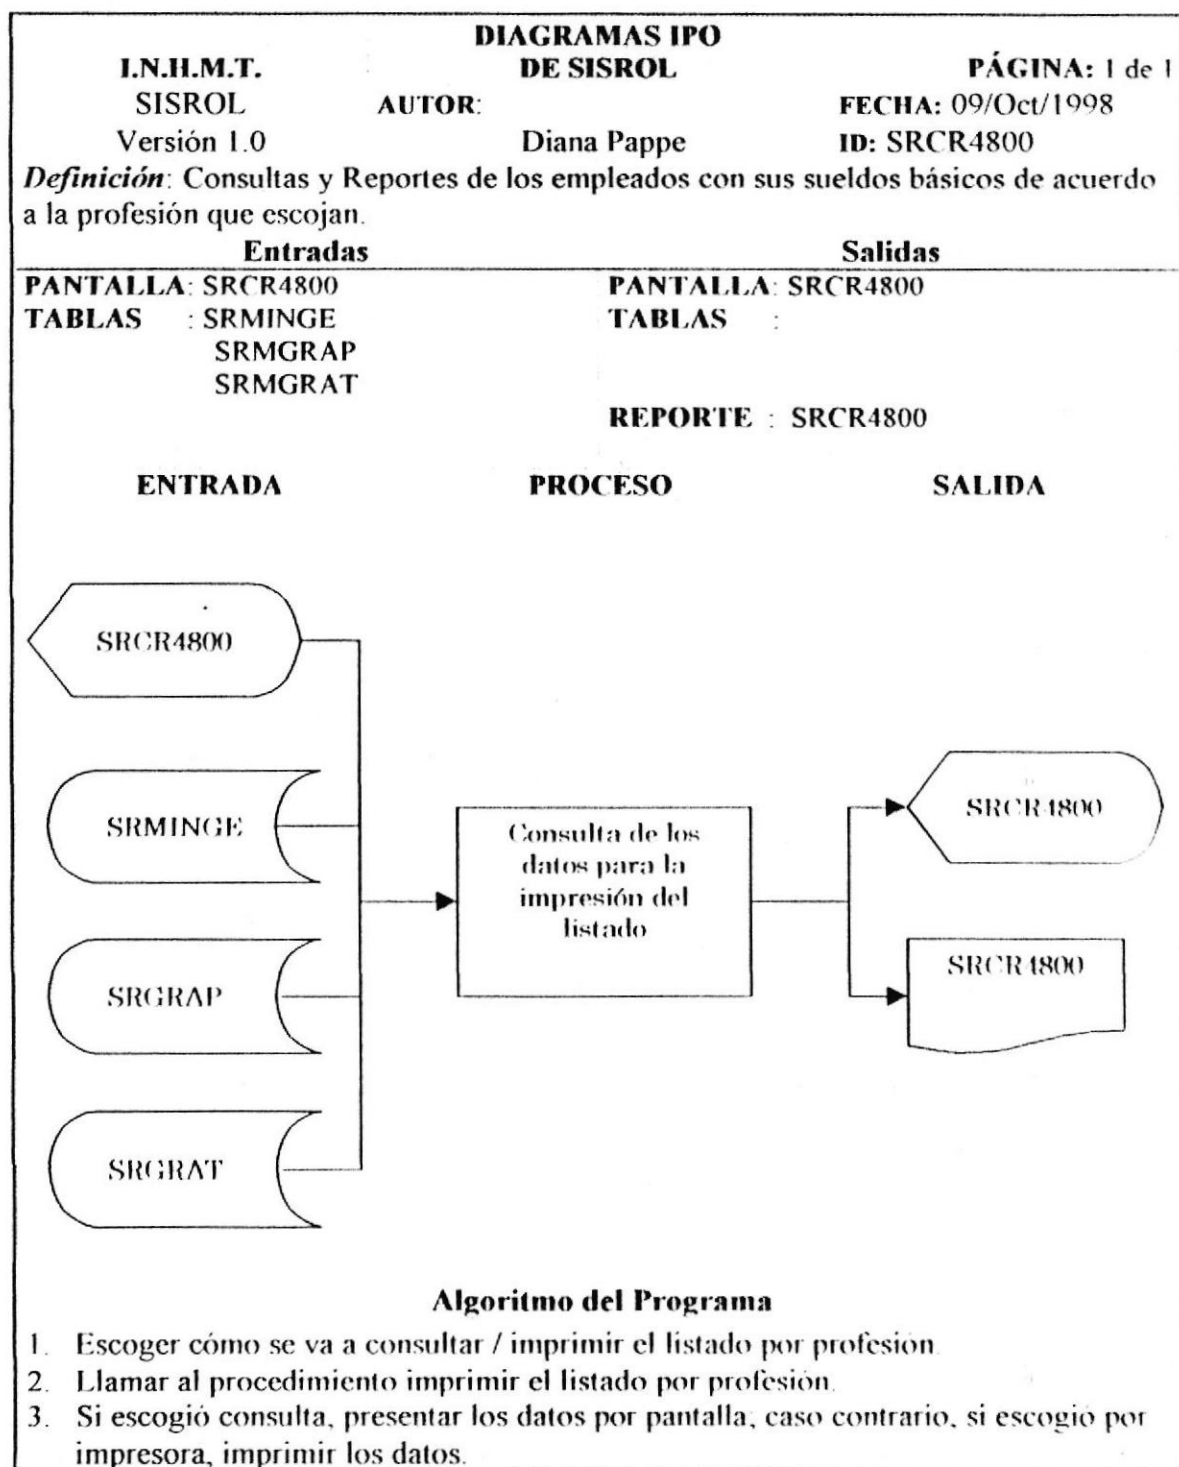 DIAGRAMAS IPO
I.N.H.M.T. DE SISROL PÁGINA: 1 de 1
SISROL AUTOR: FECHA: 09/Oct/1998
Versión 1.0 Diana Pappe ID: SRCR4800
Definición: Consultas y Reportes de los empleados con sus sueldos básicos de acuerdo
a la profesión que escojan.
Entradas Salidas
PANTALLA: SRCR4800 PANTALLA: SRCR4800
TABLAS : SRMINGE TABLAS :
SRMGRAP
SRMGRAT
REPORTE : SRCR4800
ENTRADA PROCESO SALIDA
SRCR4800
SRMINGE
SRGRAP
SRGRAT
Consulta de los
datos para la
impresión del
listado
SRCR4800
SRCR4800
Algoritmo del Programa
1. Escoger cómo se va a consultar / imprimir el listado por profesión.
2. Llamar al procedimiento imprimir el listado por profesión.
3. Si escogió consulta, presentar los datos por pantalla, caso contrario, si escogió por
impresora, imprimir los datos.